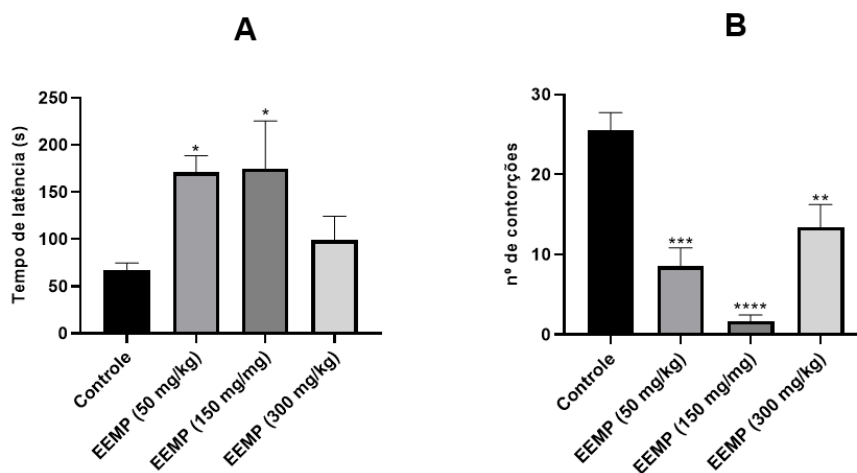 A
Tempo de latência (s)
250
200
150
100
50
0
*
*
Controle
EEMP (50 mg/kg)
EEMP (150 mg/mg)
EEMP (300 mg/kg)
B
nº de contorções
30
20
10
0
***
****
**
Controle
EEMP (50 mg/kg)
EEMP (150 mg/mg)
EEMP (300 mg/kg)